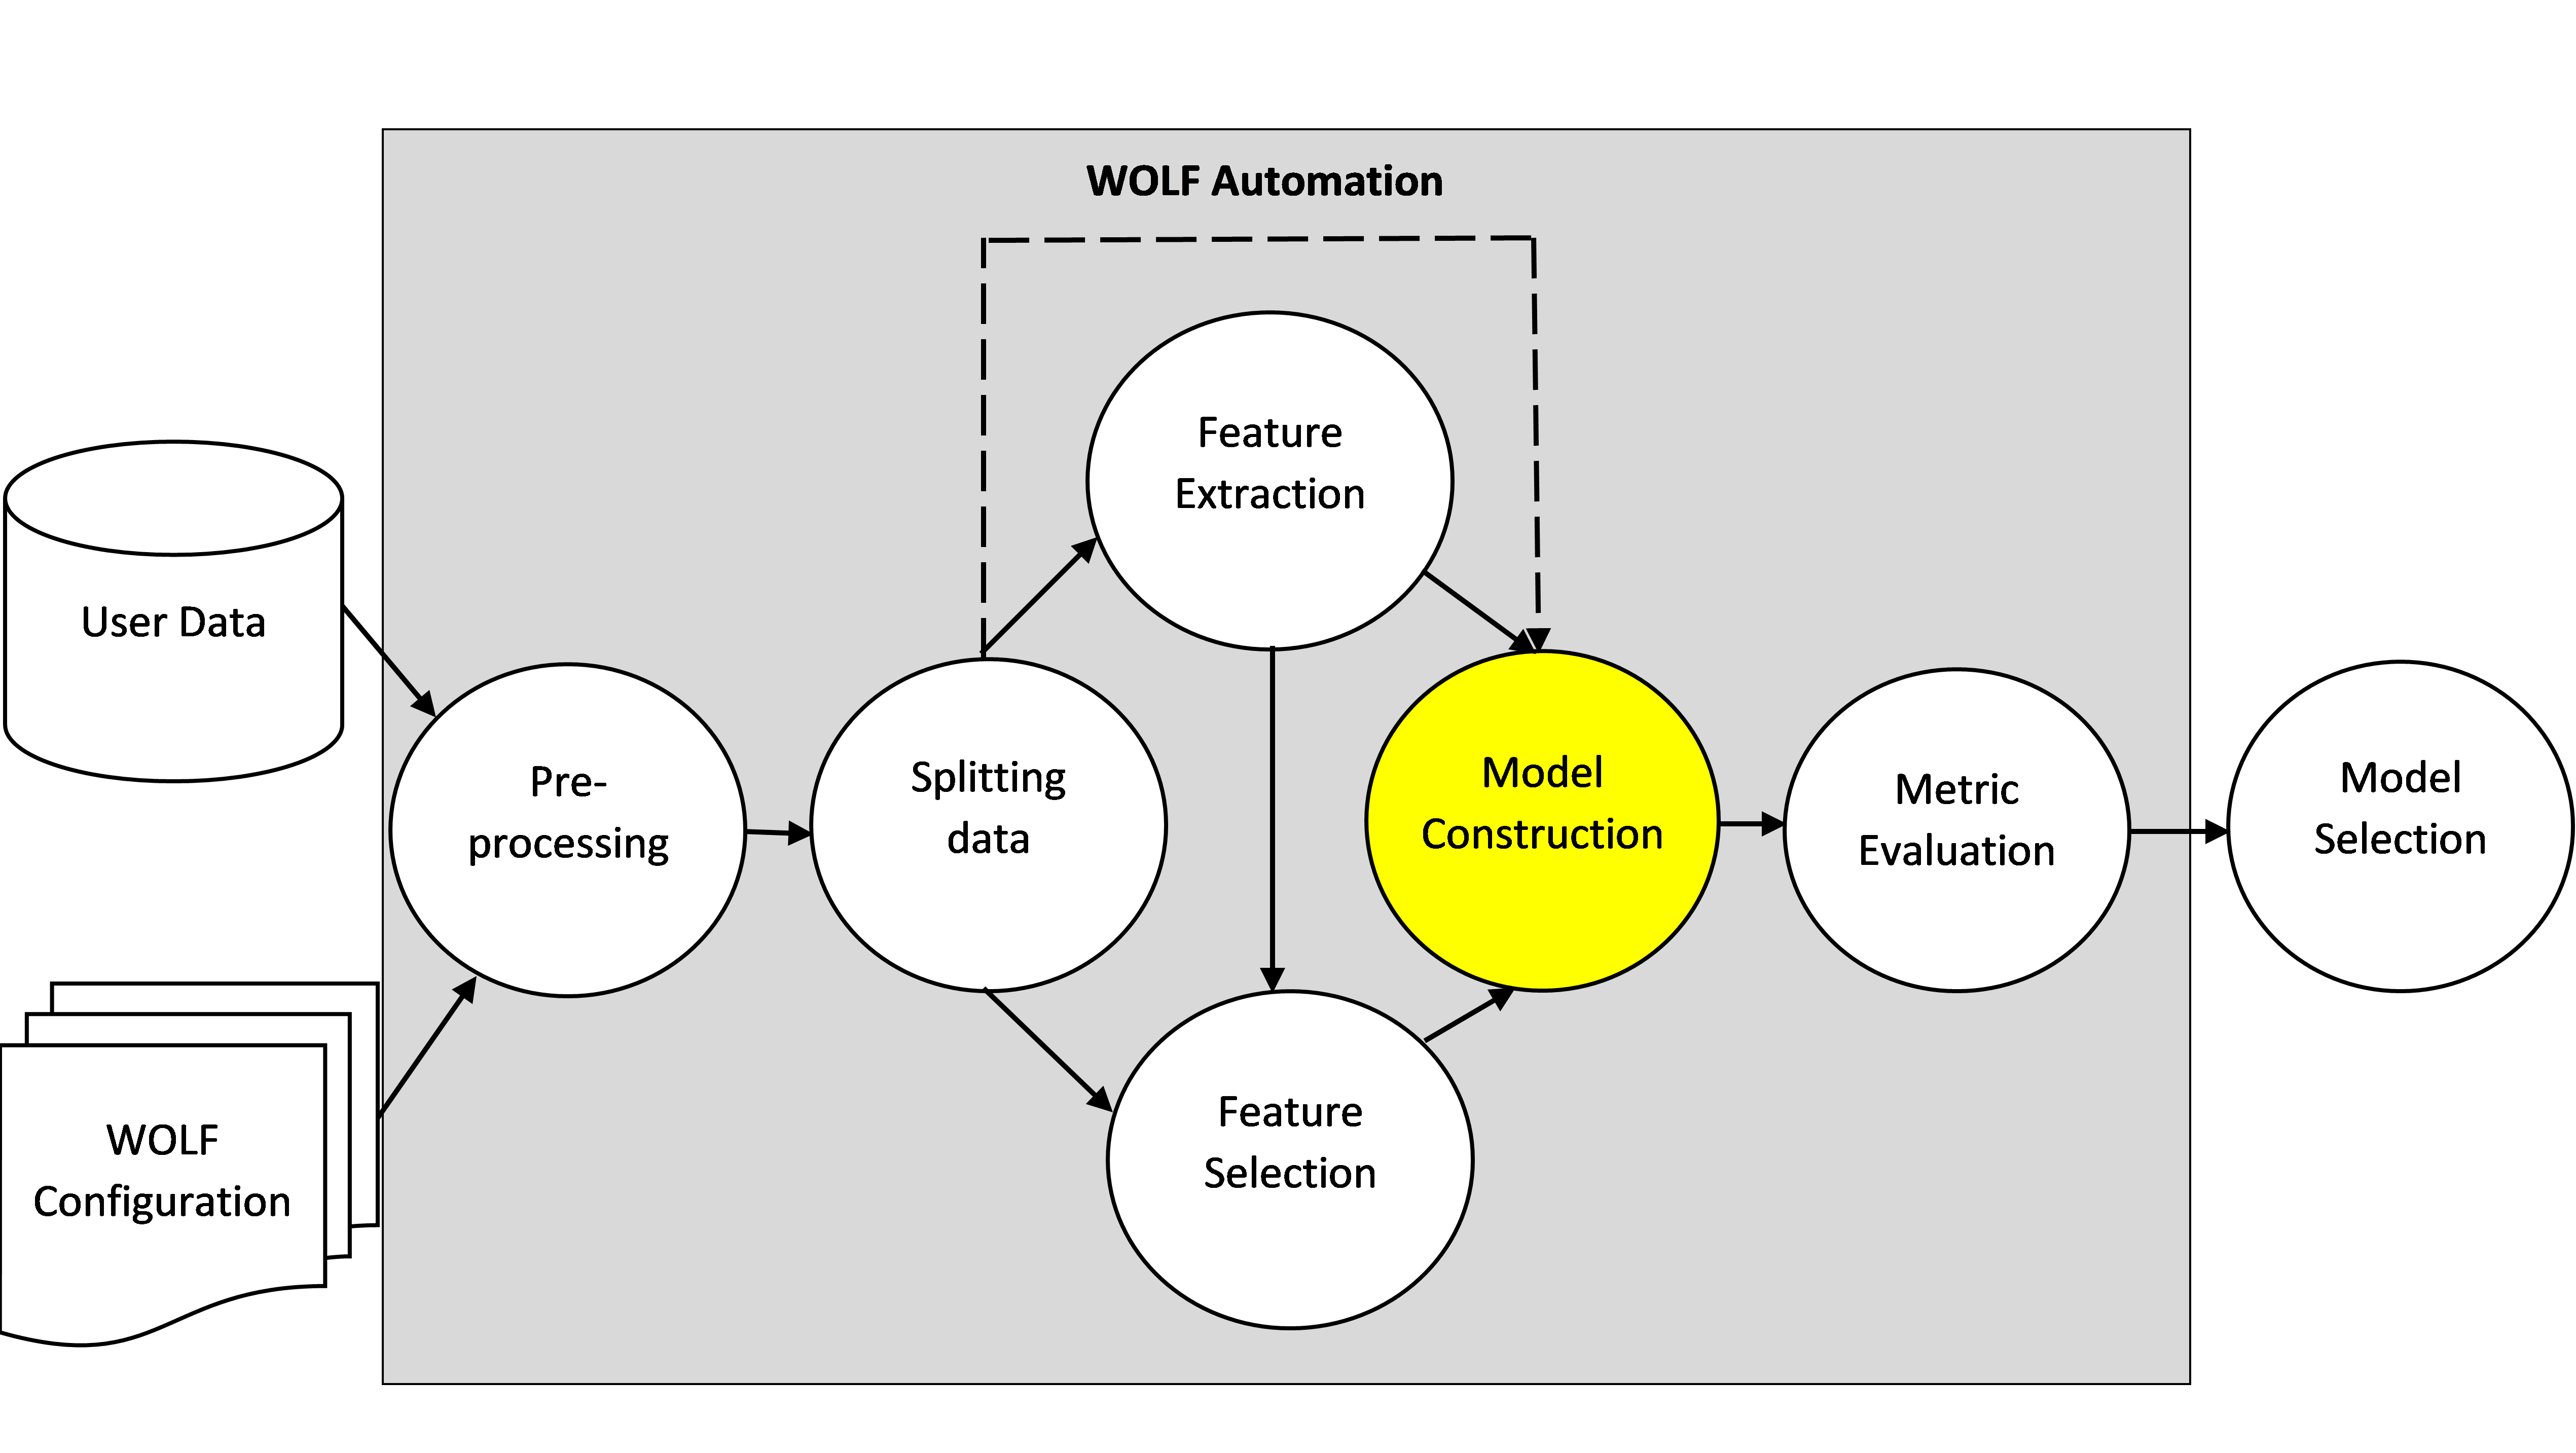 WOLF Automation
Feature
Extraction
User Data
Pre-
processing
Splitting
data
Model
Construction
Metric
Evaluation
Model
Selection
WOLF
Configuration
Feature
Selection